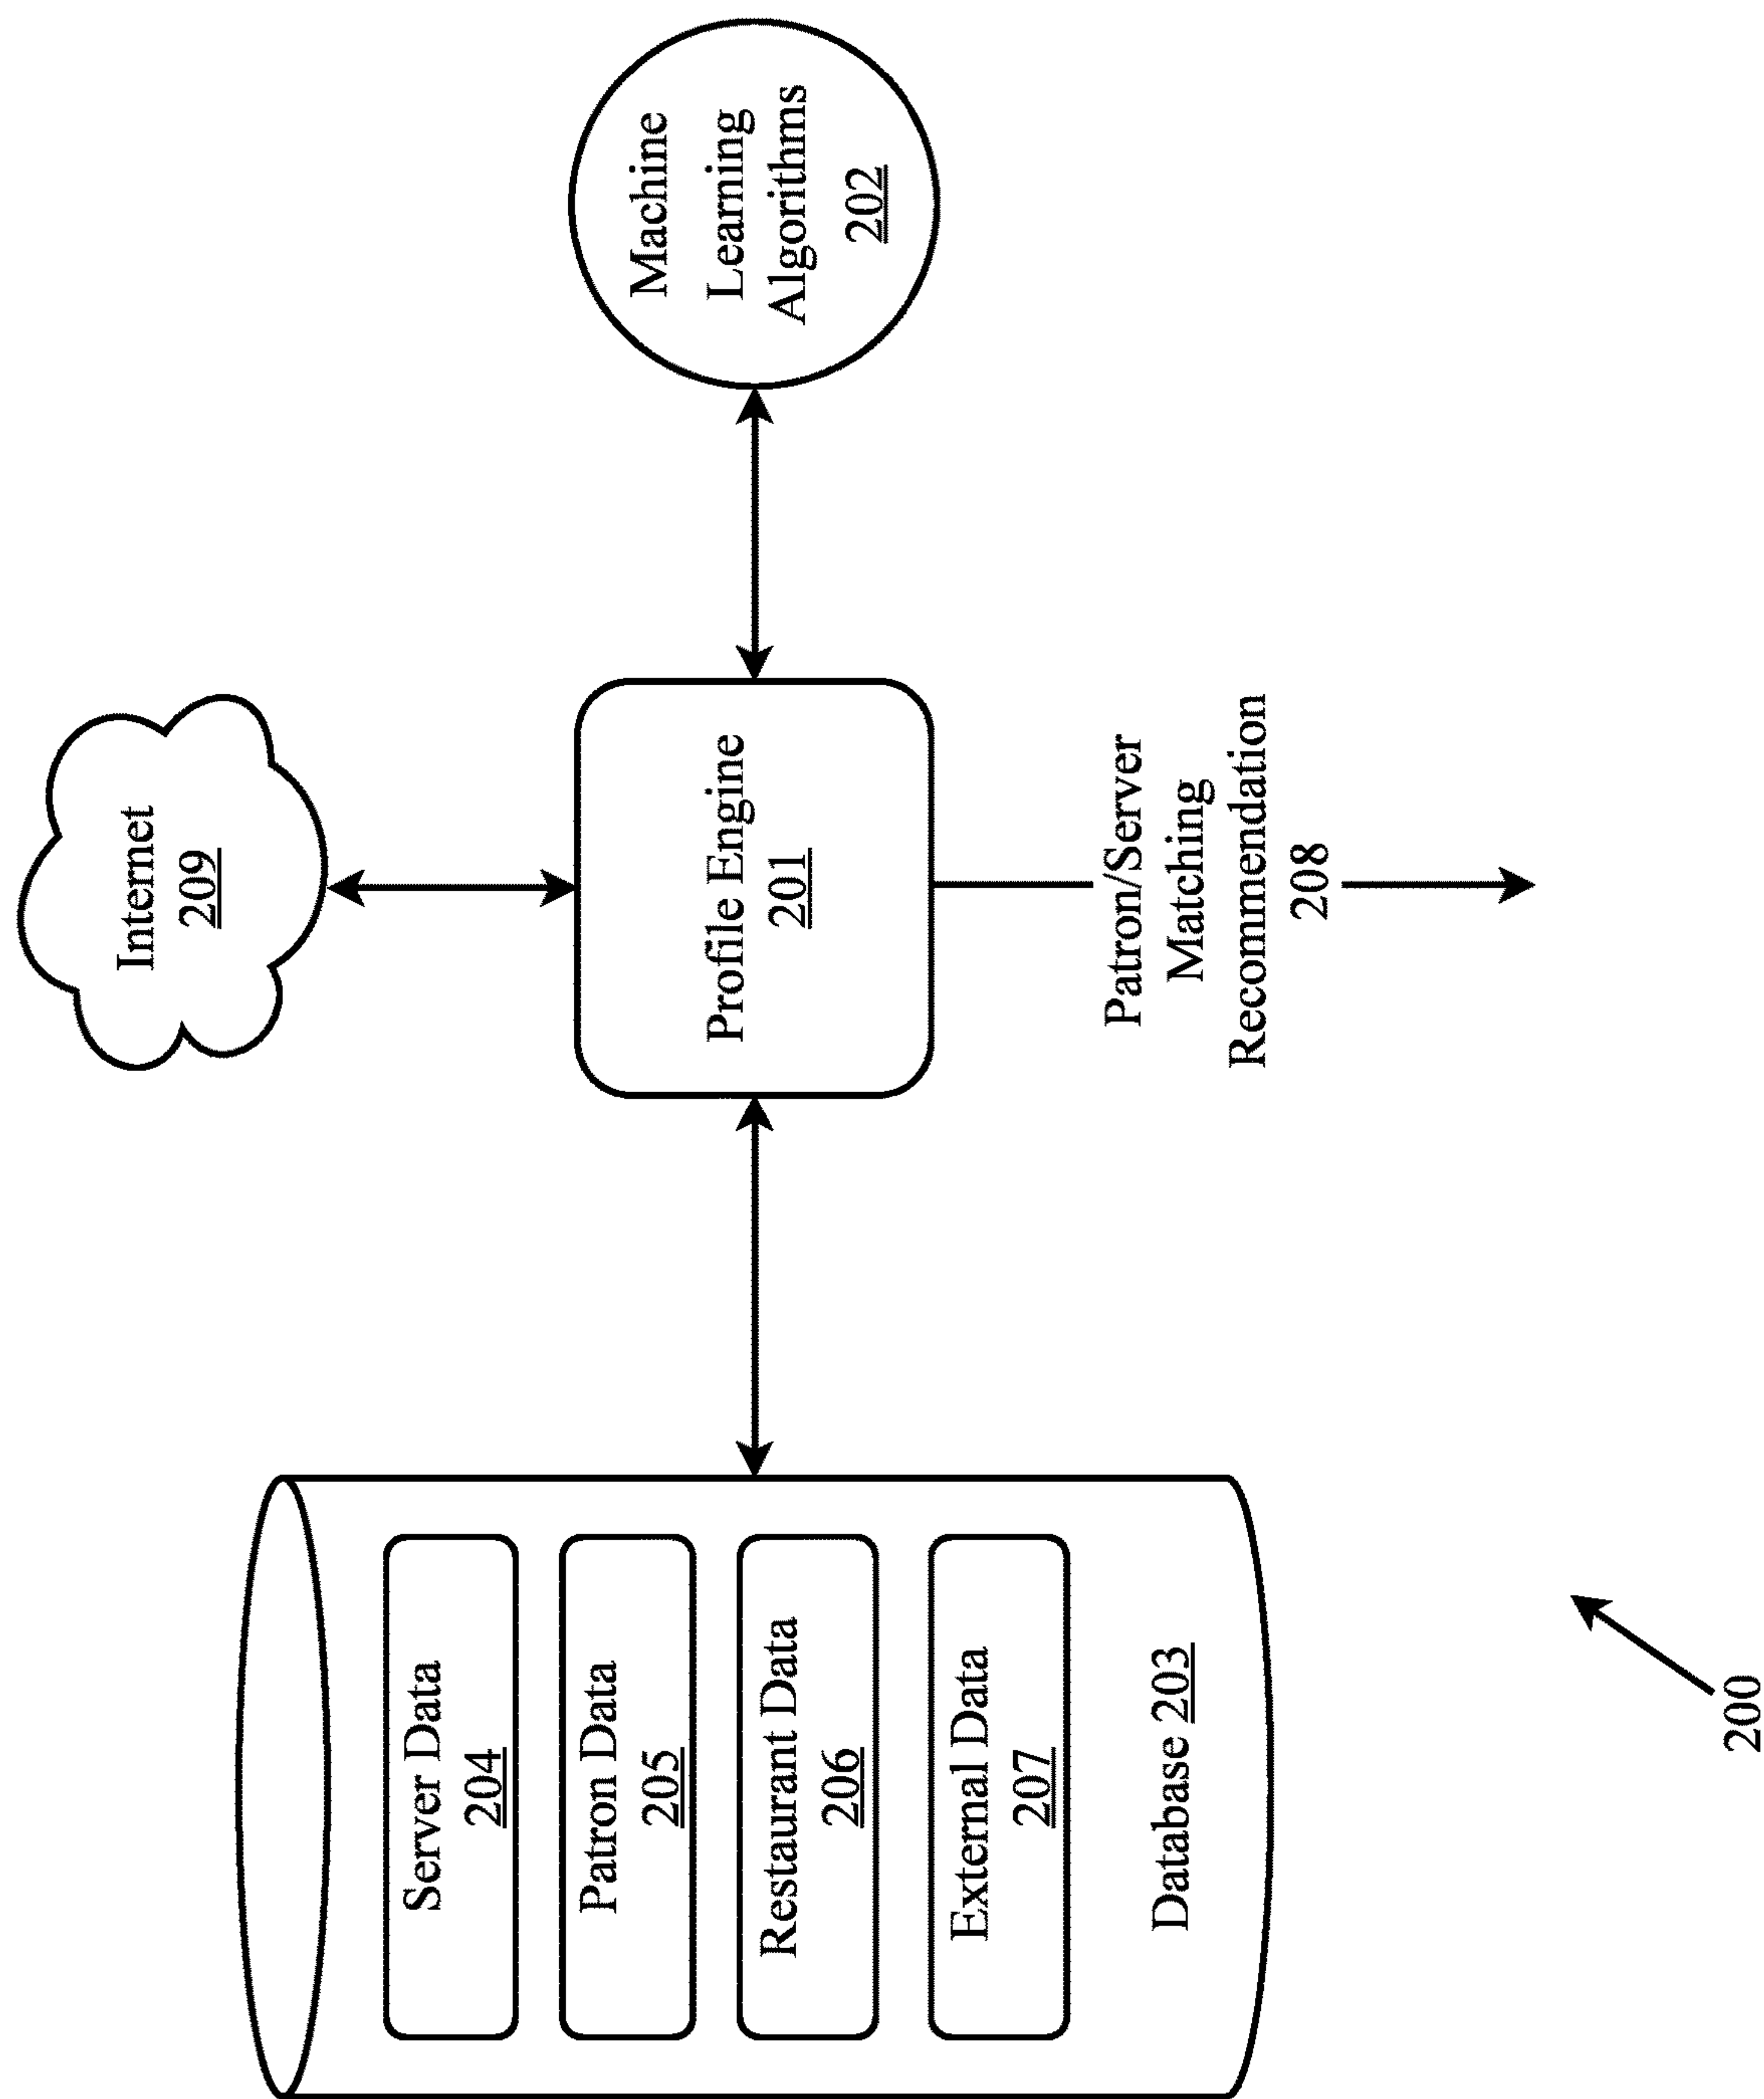 Internet
209
Server Data
204
Patron Data
205
Restaurant Data
206
External Data
207
Database 203
Profile Engine
201
Machine
Learning
Algorithms
202
Patron/Server
Matching
Recommendation
208
200